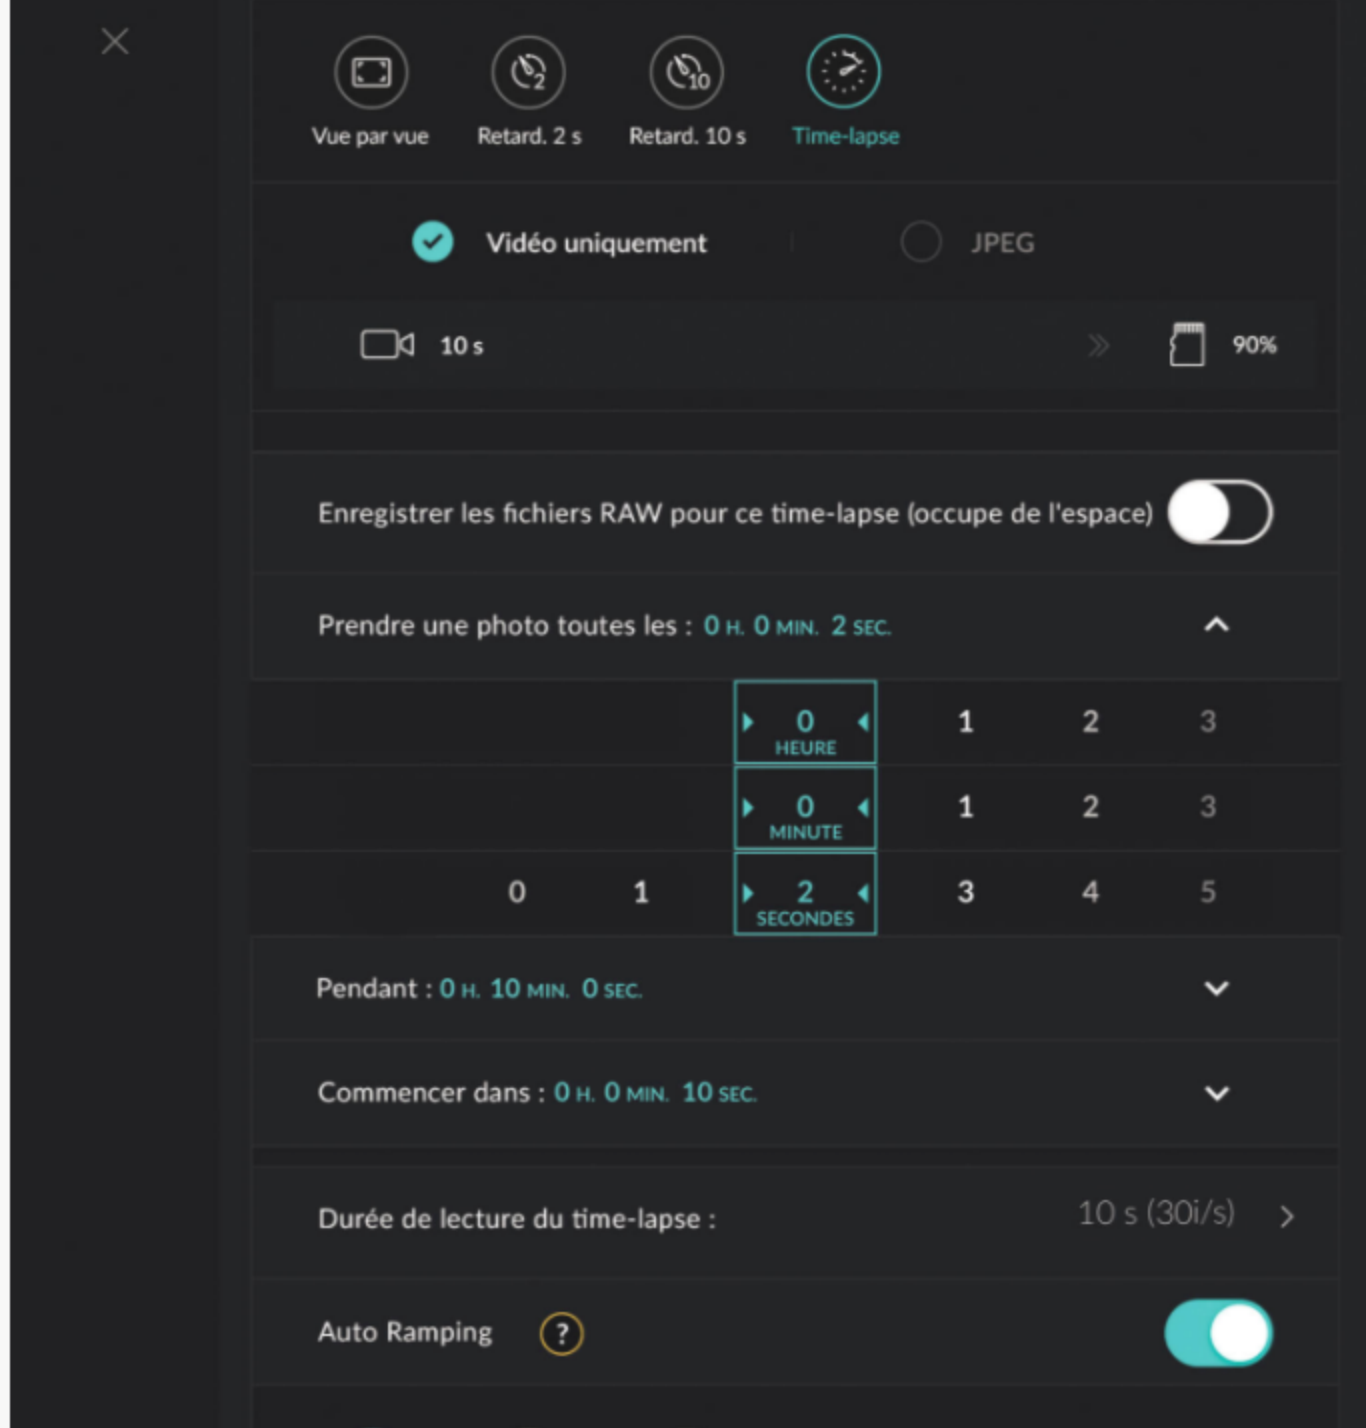 2 10
Vue par vue Retard. 2 s Retard. 10 s Time-lapse
Vidéo uniquement JPEG
10 s 90%
Enregistrer les fichiers RAW pour ce time-lapse (occupe de l'espace)
Prendre une photo toutes les : 0 H. 0 MIN. 2 SEC.
0 1 2 3
HEURE
0 1 2 3
MINUTE
0 1 2 3 4 5
SECONDES
Pendant : 0 H. 10 MIN. 0 SEC.
Commencer dans : 0 H. 0 MIN. 10 SEC.
Durée de lecture du time-lapse : 10 s (30i/s)
Auto Ramping ?